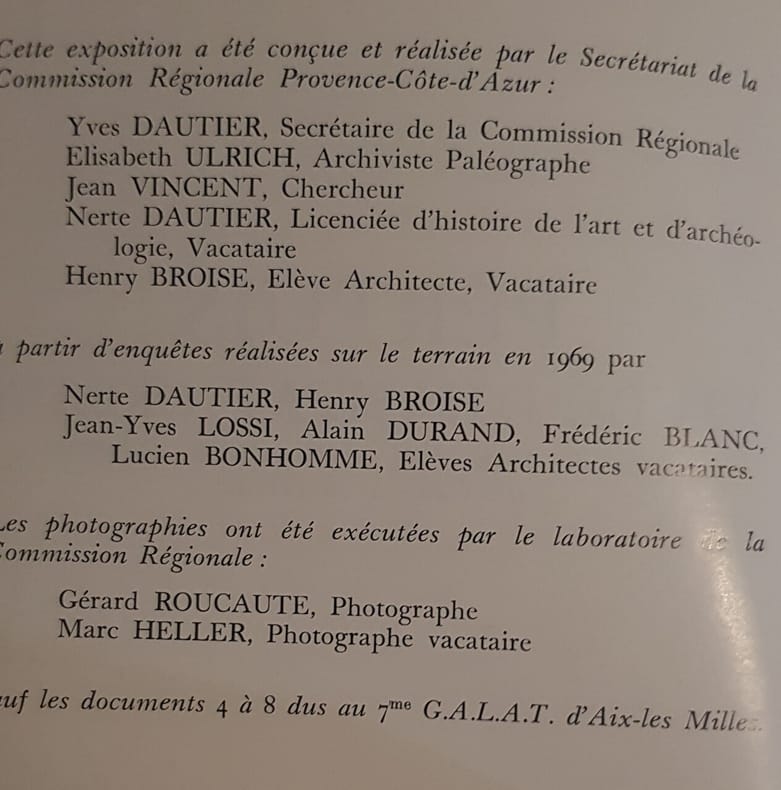 Cette exposition a été conçue et réalisée par le Secrétariat de la
Commission Régionale Provence-Côte-d'Azur :
Yves DAUTIER, Secrétaire de la Commission Régionale
Elisabeth ULRICH, Archiviste Paléographe
Jean VINCENT, Chercheur
Nerte DAUTIER, Licenciée d'histoire de l'art et d'archéo-
logie, Vacataire
Henry BROISE, Elève Architecte, Vacataire
partir d'enquêtes réalisées sur le terrain en 1969 par
Nerte DAUTIER, Henry BROISE
Jean-Yves LOSSI, Alain DURAND, Frédéric BLANC,
Lucien BONHOMME, Elèves Architectes vacataires.
Les photographies ont été exécutées par le laboratoire de la
Commission Régionale :
Gérard ROUCAUTE, Photographe
Marc HELLER, Photographe vacataire
les documents 4 à 8 dus au 7me G.A.L.A.T. d'Aix-les Milles.